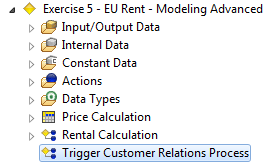 Exercise 5 - EU Rent - Modeling Advanced
Input/Output Data
Internal Data
Constant Data
Actions
Data Types
Price Calculation
Rental Calculation
Trigger Customer Relations Process